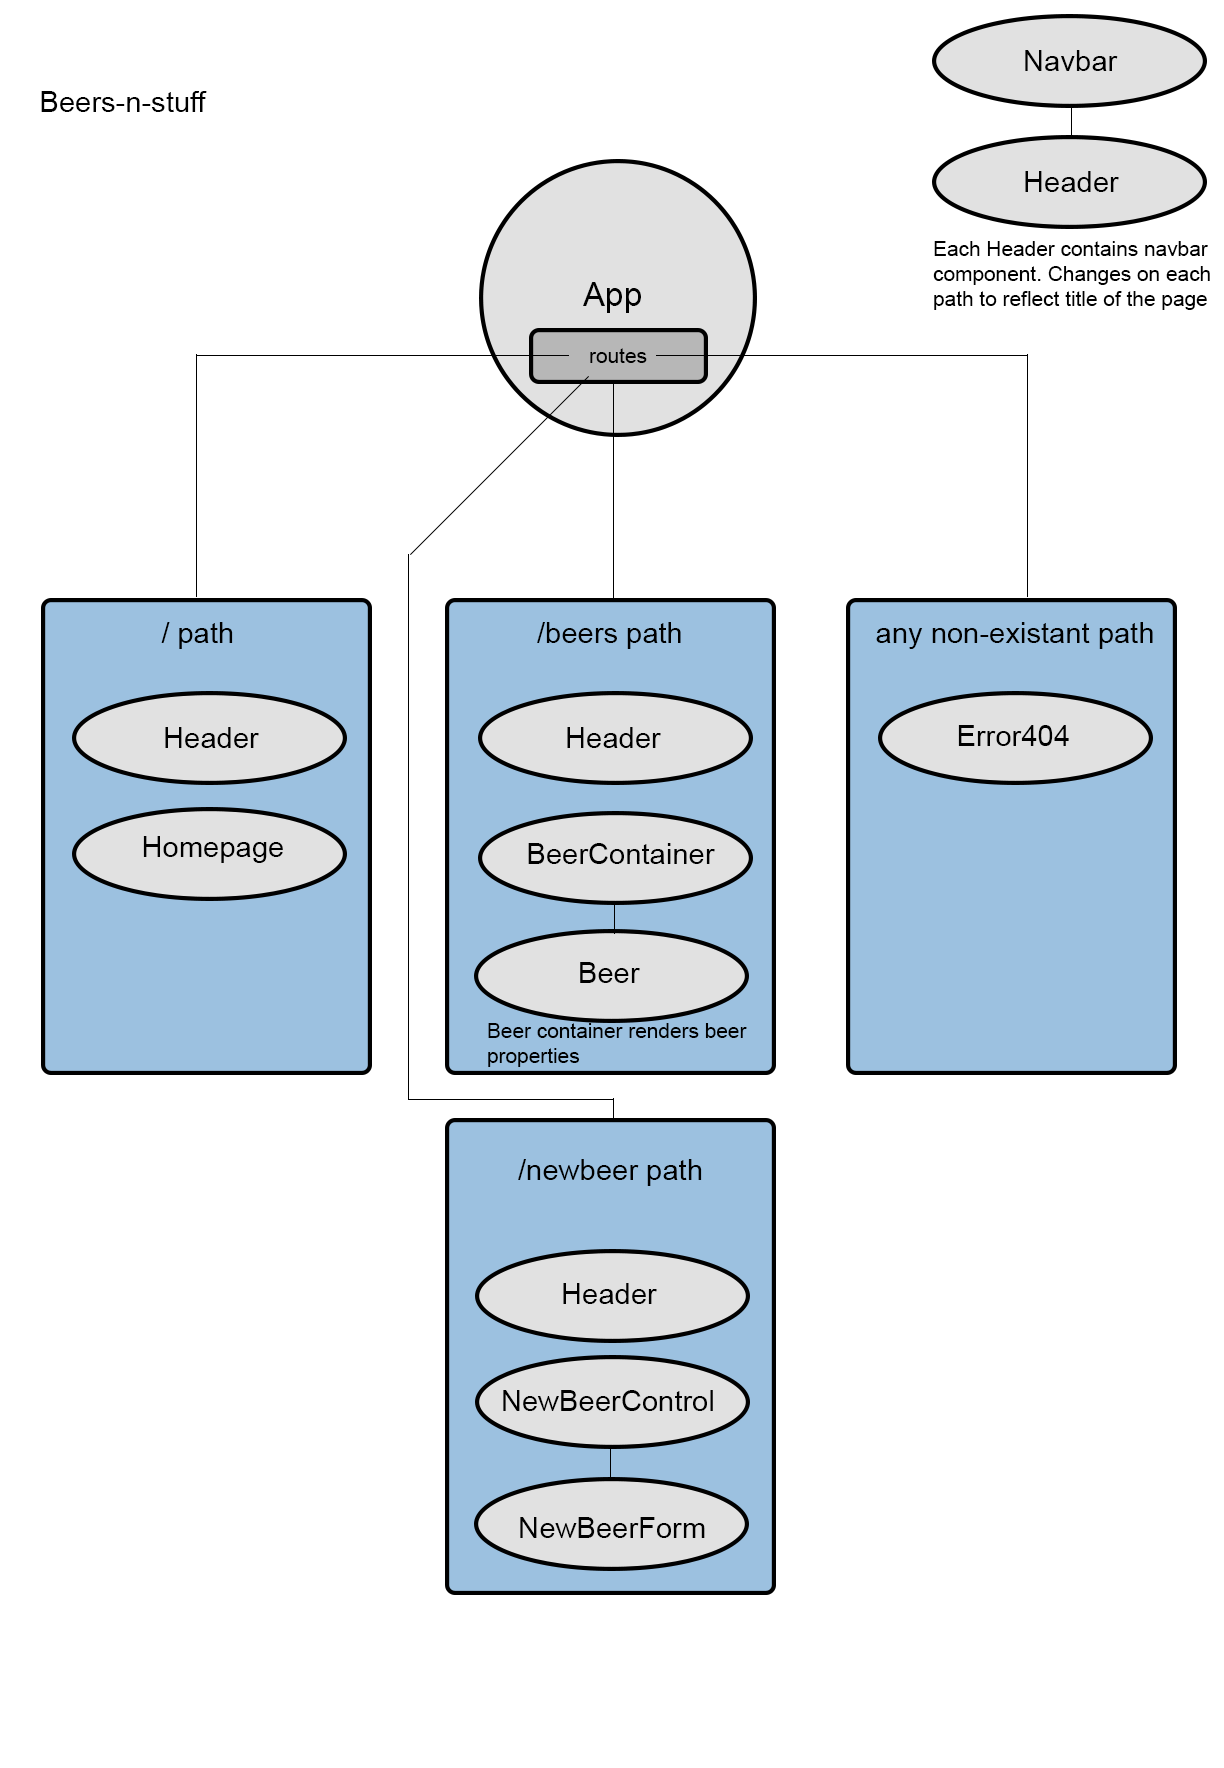 Navbar
Beers-n-stuff
Header
Each Header contains navbar
component. Changes on each
path to reflect title of the page
App
routes
/ path
Header
Homepage
/beers path
Header
BeerContainer
Beer
Beer container renders beer
properties
any non-existant path
Error404
/newbeer path
Header
NewBeerControl
NewBeerForm